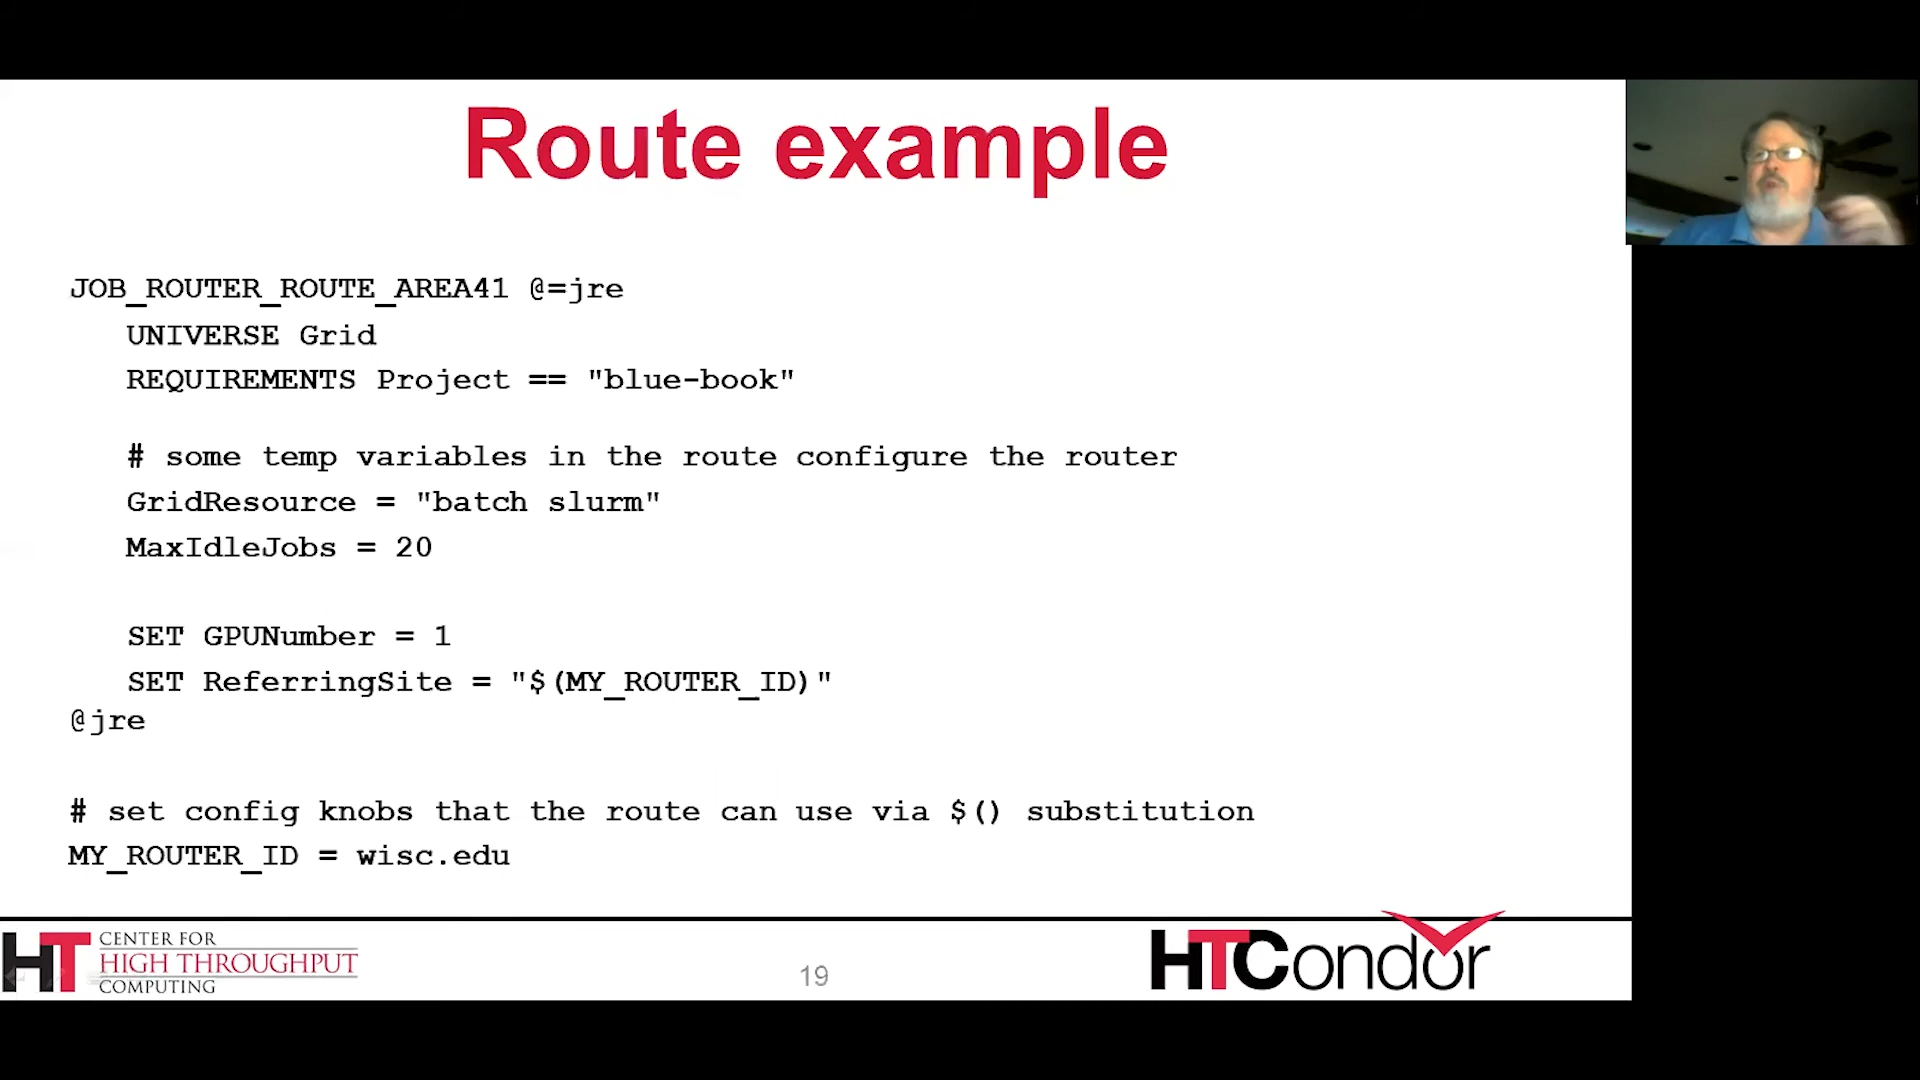 Route example
JOB_ROUTER_ROUTE_AREA41 @=jre
UNIVERSE Grid
REQUIREMENTS Project == "blue-book"
# some temp variables in the route configure the router
GridResource = "batch slurm"
MaxIdleJobs = 20
SET GPUNumber = 1
SET ReferringSite = "$(MY_ROUTER_ID)"
@jre
# set config knobs that the route can use via $() substitution
MY_ROUTER_ID = wisc.edu
HT
CENTER FOR
HIGH THROUGHPUT
COMPUTING
19
HTCondor